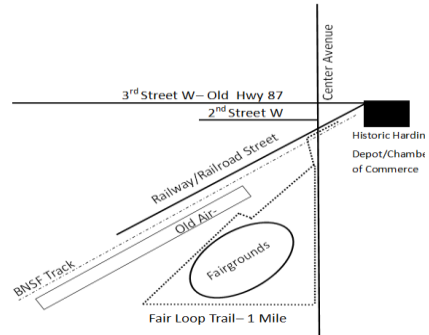 Center Avenue
3rd Street W– Old Hwy 87
2nd Street W
Historic Hardin
Depot/Chambe
of Commerce
Railway/Railroad Street
Old Air-
BNSF Track
Fairgrounds
Fair Loop Trail– 1 Mile